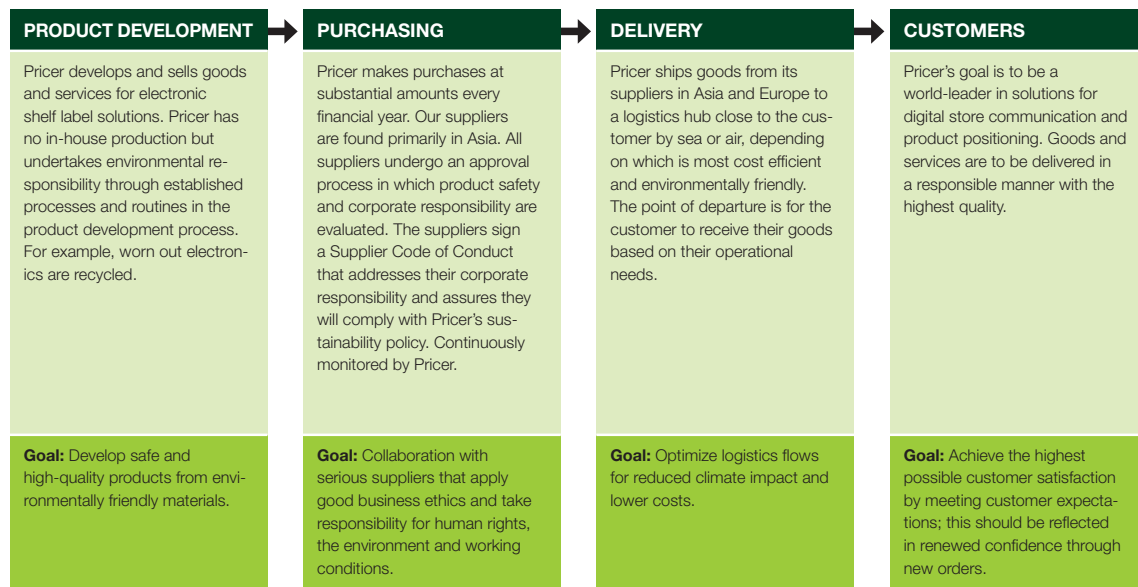 PRODUCT DEVELOPMENT
Pricer develops and sells goods
and services for electronic
shelf label solutions. Pricer has
no in-house production but
undertakes environmental re-
sponsibility through established
processes and routines in the
product development process.
For example, worn out electron-
ics are recycled.
Goal: Develop safe and
high-quality products from envi-
ronmentally friendly materials.
PURCHASING
Pricer makes purchases at
substantial amounts every
financial year. Our suppliers
are found primarily in Asia. All
suppliers undergo an approval
process in which product safety
and corporate responsibility are
evaluated. The suppliers sign
a Supplier Code of Conduct
that addresses their corporate
responsibility and assures they
will comply with Pricer’s sus-
tainability policy. Continuously
monitored by Pricer.
Goal: Collaboration with
serious suppliers that apply
good business ethics and take
responsibility for human rights,
the environment and working
conditions.
DELIVERY
Pricer ships goods from its
suppliers in Asia and Europe to
a logistics hub close to the cus-
tomer by sea or air, depending
on which is most cost efficient
and environmentally friendly.
The point of departure is for the
customer to receive their goods
based on their operational
needs.
Goal: Optimize logistics flows
for reduced climate impact and
lower costs.
CUSTOMERS
Pricer’s goal is to be a
world-leader in solutions for
digital store communication and
product positioning. Goods and
services are to be delivered in
a responsible manner with the
highest quality.
Goal: Achieve the highest
possible customer satisfaction
by meeting customer expecta-
tions; this should be reflected
in renewed confidence through
new orders.